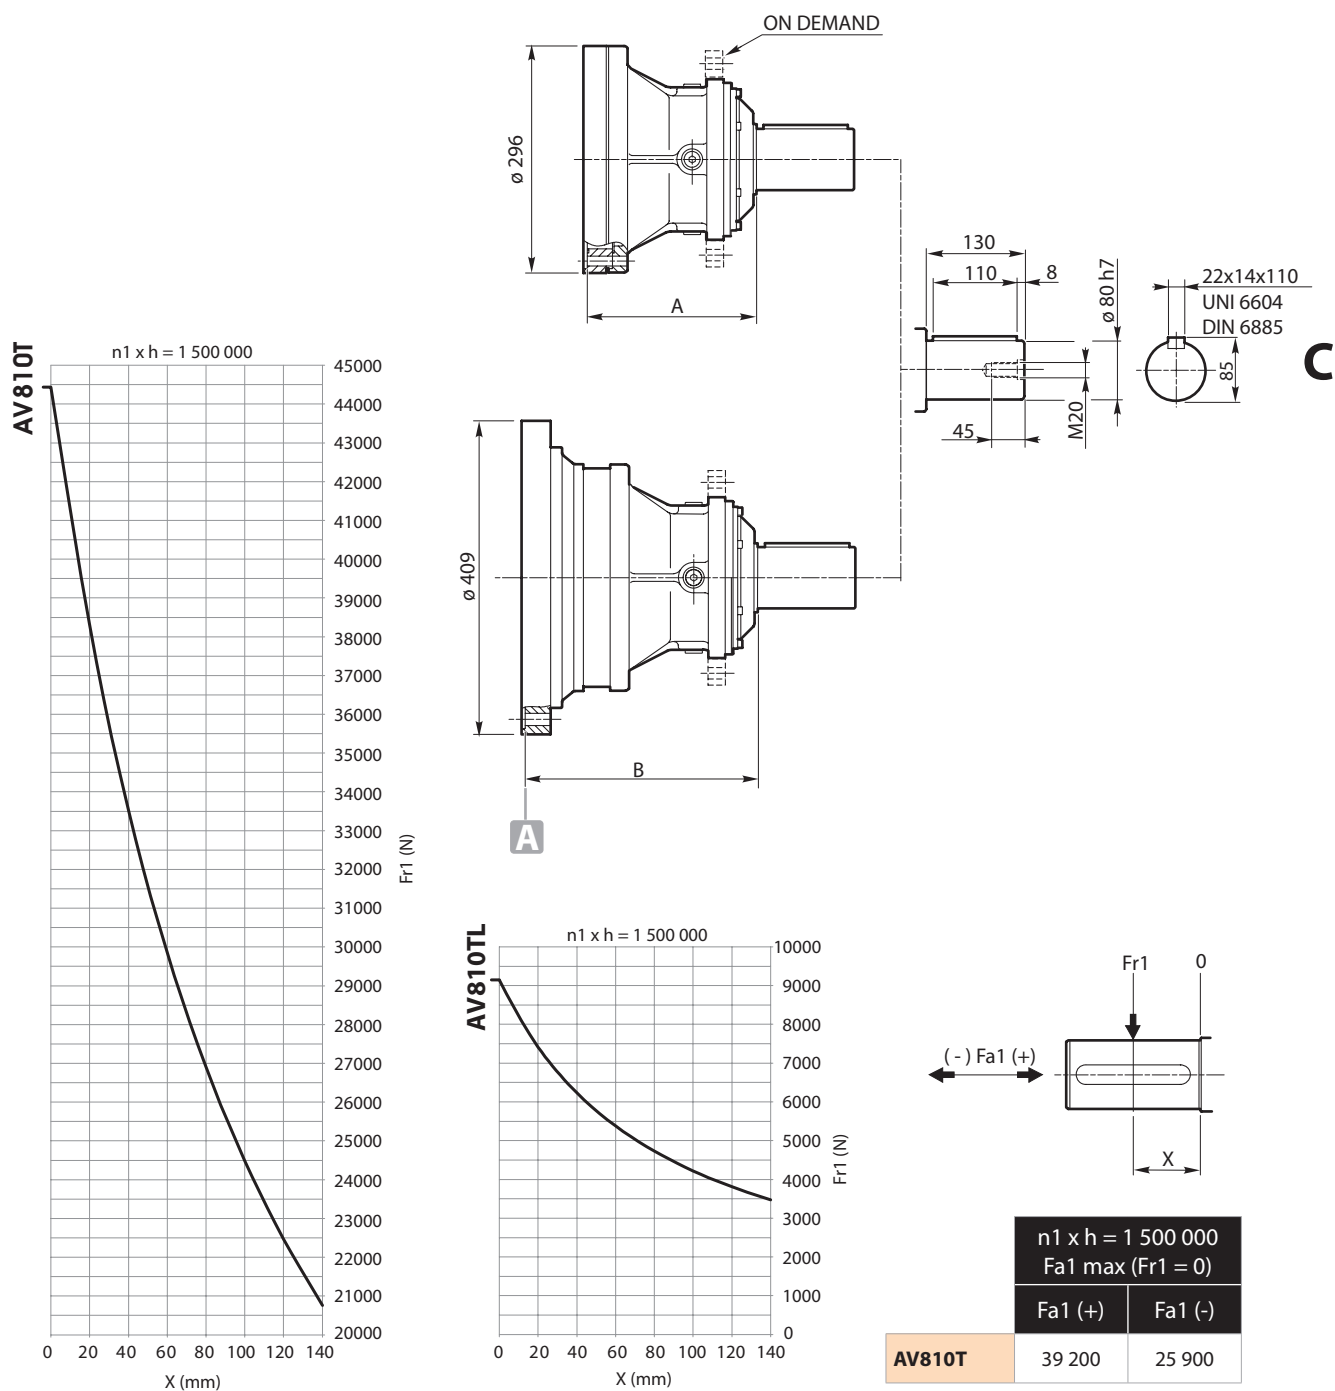 ON DEMAND
ø 296
A
130
110
8
ø 80 h7
22x14x110
UNI 6604
DIN 6885
85
M20
45
C
ø 409
B
A
AV810T
n1 x h = 1 500 000
45000
44000
43000
42000
41000
40000
39000
38000
37000
36000
35000
34000
33000
32000
31000
30000
29000
28000
27000
26000
25000
24000
23000
22000
21000
20000
Fr1 (N)
0 20 40 60 80 100 120 140
X (mm)
AV810TL
n1 x h = 1 500 000
10000
9000
8000
7000
6000
5000
4000
3000
2000
1000
0
Fr1 (N)
0 20 40 60 80 100 120 140
X (mm)
Fr1
0
( - ) Fa1 (+)
X
n1 x h = 1 500 000
Fa1 max (Fr1 = 0)
Fa1 (+) Fa1 (-)
AV810T 39 200 25 900